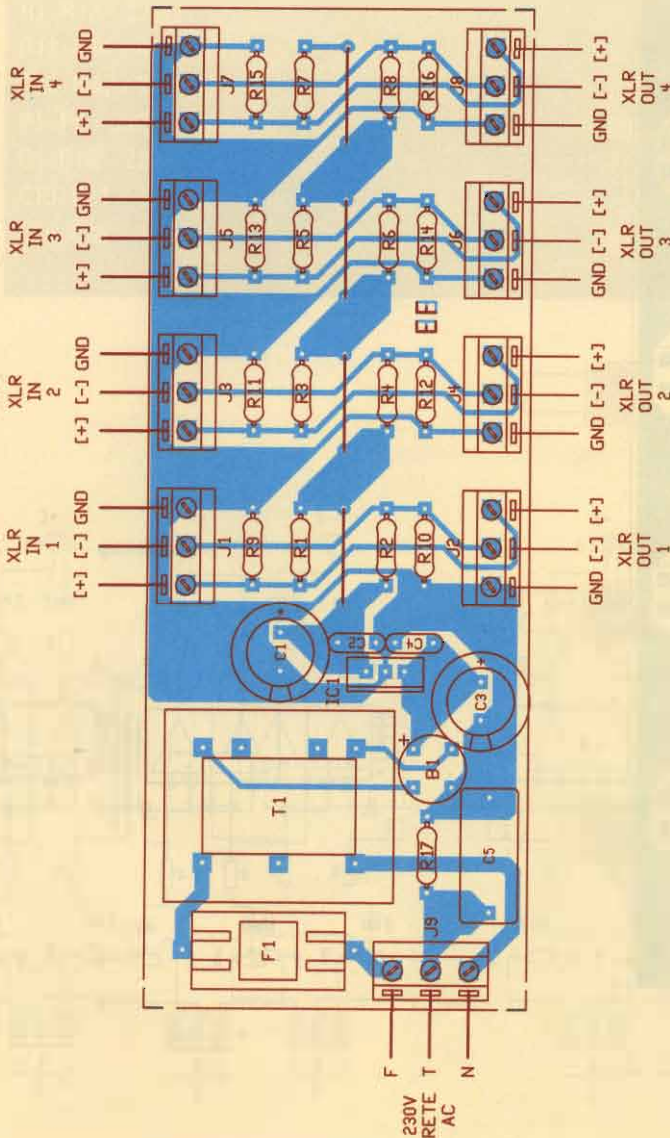 XLR
IN
4
[+] [-] GND
J7
R15
R7
R8
R16
J8
GND [-] [+]
XLR
OUT
4
XLR
IN
3
[+] [-] GND
J5
R13
R5
R6
R14
J6
GND [-] [+]
XLR
OUT
3
XLR
IN
2
[+] [-] GND
J3
R11
R3
R4
R12
J4
GND [-] [+]
XLR
OUT
2
XLR
IN
1
[+] [-] GND
J1
R9
R1
R2
R10
J2
GND [-] [+]
XLR
OUT
1
C1
+
C2
C4
IC1
C3
+
T1
+
B1
R17
C5
F1
J9
F
T
N
230V
RETE
AC